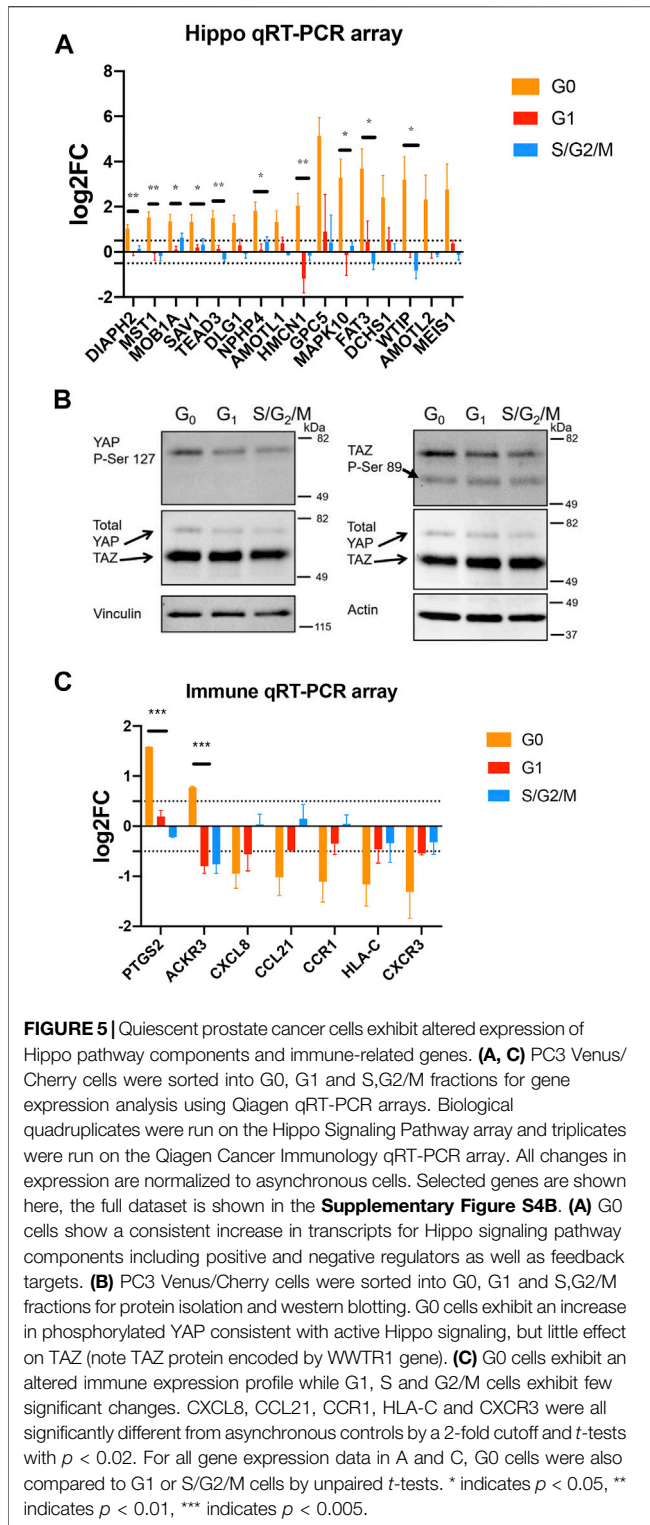 A
Hippo qRT-PCR array
G0
G1
S/G2/M
log2FC
8
6
4
2
0
-2
** ** * * ** * ** * * *
DIAPH2
MST1
MOB1A
SAV1
TEAD3
DLG1
NPHP4
AMOTL1
HMCN1
GPC5
MAPK10
FAT3
DCHS1
WTIP
AMOTL2
MEIS1
B
G0 G1 S/G2/M
kDa
YAP
P-Ser 127
82
49
Total
YAP
TAZ
82
49
Vinculin
115
G0 G1 S/G2/M
kDa
TAZ
P-Ser 89
82
49
Total
YAP
TAZ
82
49
Actin
49
37
C
Immune qRT-PCR array
G0
G1
S/G2/M
log2FC
2
1
0
-1
-2
*** ***
PTGS2
ACKR3
CXCL8
CCL21
CCR1
HLA-C
CXCR3
FIGURE 5 | Quiescent prostate cancer cells exhibit altered expression of
Hippo pathway components and immune-related genes. (A, C) PC3 Venus/
Cherry cells were sorted into G0, G1 and S,G2/M fractions for gene
expression analysis using Qiagen qRT-PCR arrays. Biological
quadruplicates were run on the Hippo Signaling Pathway array and triplicates
were run on the Qiagen Cancer Immunology qRT-PCR array. All changes in
expression are normalized to asynchronous cells. Selected genes are shown
here, the full dataset is shown in the Supplementary Figure S4B. (A) G0
cells show a consistent increase in transcripts for Hippo signaling pathway
components including positive and negative regulators as well as feedback
targets. (B) PC3 Venus/Cherry cells were sorted into G0, G1 and S,G2/M
fractions for protein isolation and western blotting. G0 cells exhibit an increase
in phosphorylated YAP consistent with active Hippo signaling, but little effect
on TAZ (note TAZ protein encoded by WWTR1 gene). (C) G0 cells exhibit an
altered immune expression profile while G1, S and G2/M cells exhibit few
significant changes. CXCL8, CCL21, CCR1, HLA-C and CXCR3 were all
significantly different from asynchronous controls by a 2-fold cutoff and t-tests
with p < 0.02. For all gene expression data in A and C, G0 cells were also
compared to G1 or S/G2/M cells by unpaired t-tests. * indicates p < 0.05, **
indicates p < 0.01, *** indicates p < 0.005.